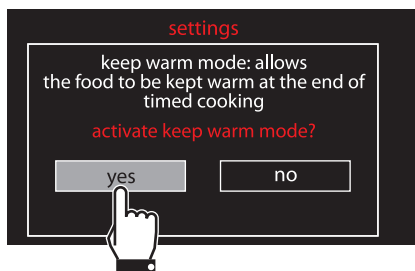 settings
keep warm mode: allows
the food to be kept warm at the end of
timed cooking
activate keep warm mode?
yes
no